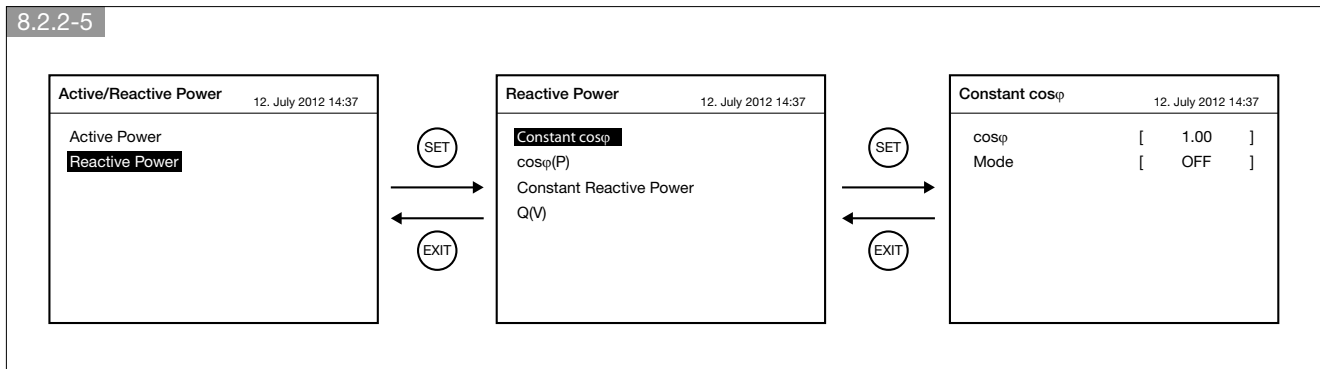 8.2.2-5
Active/Reactive Power 12. July 2012 14:37
Active Power
Reactive Power
SET
EXIT
Reactive Power 12. July 2012 14:37
Constant cosφ
cosφ(P)
Constant Reactive Power
Q(V)
SET
EXIT
Constant cosφ 12. July 2012 14:37
cosφ [ 1.00 ]
Mode [ OFF ]